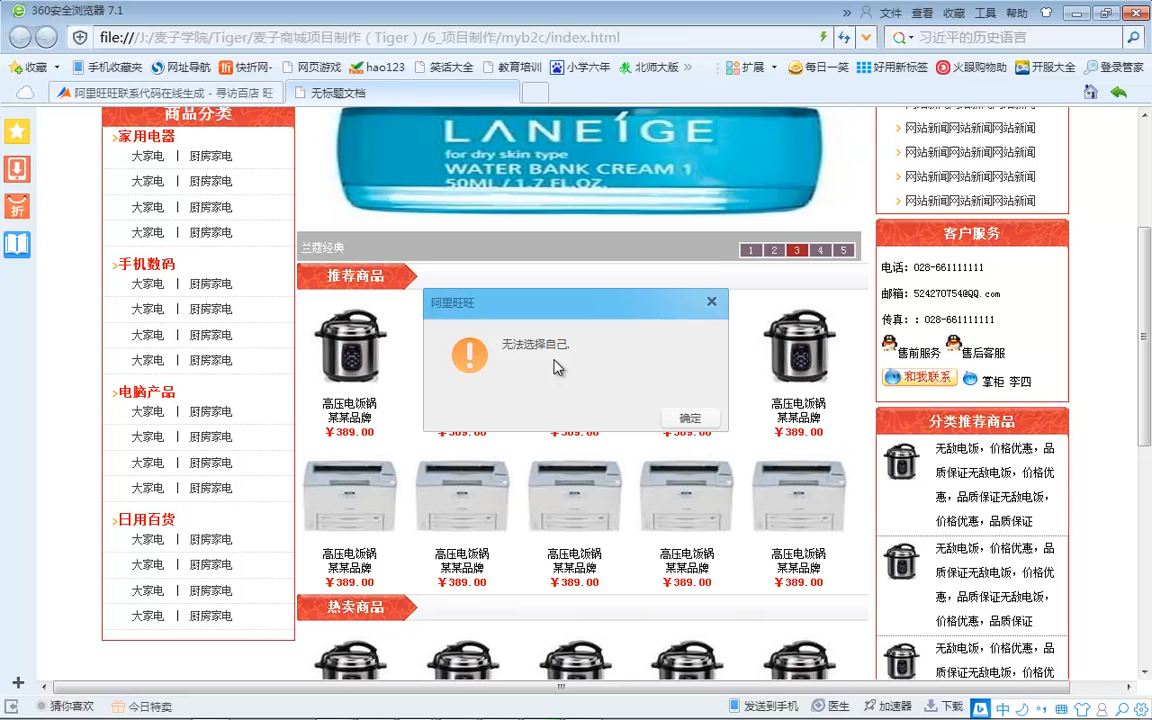 360安全浏览器 7.1
文件 查看 收藏 工具 帮助
file:///J:/麦子学院/Tiger/麦子商城项目制作（Tiger）/6_项目制作/myb2c/index.html
习近平的历史语言
收藏 手机收藏夹 网址导航 快折网- 网页游戏 hao123 笑话大全 教育培训 小学六年 北师大版 扩展 每日一笑 好用新标签 火眼购物助 开服大全 登录管家
阿里旺旺联系代码在线生成 - 寻访百店 旺
无标题文档
折
商品分类
家用电器
大家电 | 厨房家电
大家电 | 厨房家电
大家电 | 厨房家电
大家电 | 厨房家电
手机数码
大家电 | 厨房家电
大家电 | 厨房家电
大家电 | 厨房家电
大家电 | 厨房家电
电脑产品
大家电 | 厨房家电
大家电 | 厨房家电
大家电 | 厨房家电
大家电 | 厨房家电
日用百货
大家电 | 厨房家电
大家电 | 厨房家电
大家电 | 厨房家电
大家电 | 厨房家电
LANEÍGE
for dry skin type
WATER BANK CREAM 1
50ML / 1.7 FL.OZ.
兰蔻经典
1 2 3 4 5
推荐商品
阿里旺旺
无法选择自己.
确定
高压电饭锅
某某品牌
￥389.00
￥389.00 ￥389.00 ￥389.00
高压电饭锅
某某品牌
￥389.00
高压电饭锅 高压电饭锅 高压电饭锅 高压电饭锅 高压电饭锅
某某品牌 某某品牌 某某品牌 某某品牌 某某品牌
￥389.00 ￥389.00 ￥389.00 ￥389.00 ￥389.00
热卖商品
网站新闻网站新闻网站新闻
网站新闻网站新闻网站新闻
网站新闻网站新闻网站新闻
网站新闻网站新闻网站新闻
客户服务
电话: 028-661111111
邮箱: 524270754@QQ.com
传真: : 028-661111111
售前服务 售后客服
和我联系 掌柜 李四
分类推荐商品
无敌电饭，价格优惠，品
质保证无敌电饭，价格优
惠，品质保证无敌电饭，
价格优惠，品质保证
无敌电饭，价格优惠，品
质保证无敌电饭，价格优
惠，品质保证无敌电饭，
价格优惠，品质保证
无敌电饭，价格优惠，品
质保证无敌电饭，价格优
猜你喜欢 今日特卖
发送到手机 医生 加速器 下载 中